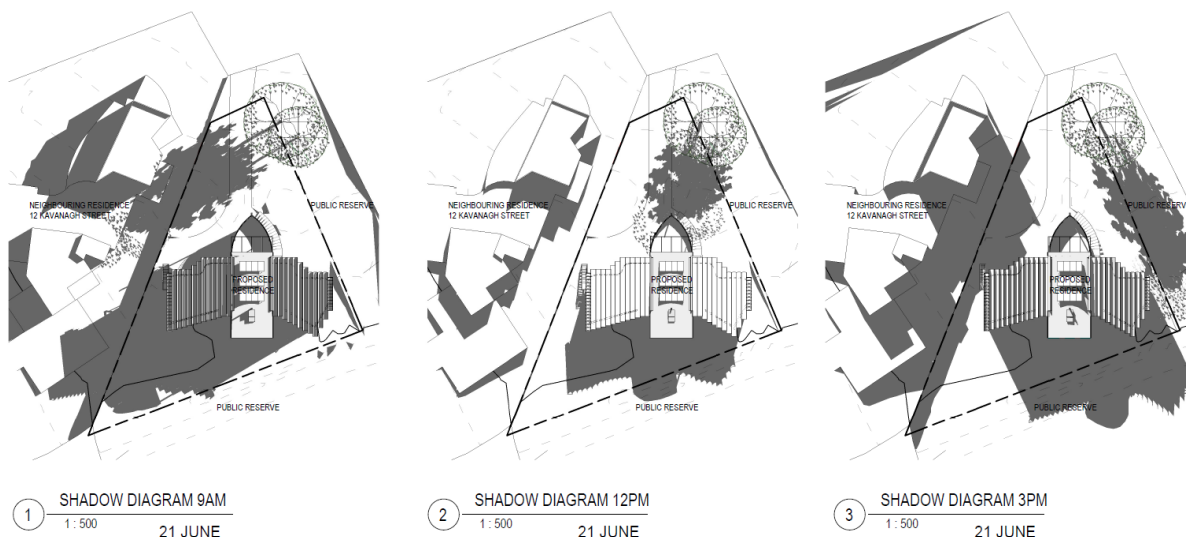 NEIGHBOURING RESIDENCE
12 KAVANAGH STREET
PUBLIC RESERVE
PROPOSED
RESIDENCE
PUBLIC RESERVE
1
SHADOW DIAGRAM 9AM
1 : 500
21 JUNE
NEIGHBOURING RESIDENCE
12 KAVANAGH STREET
PUBLIC RESERVE
PROPOSED
RESIDENCE
PUBLIC RESERVE
2
SHADOW DIAGRAM 12PM
1 : 500
21 JUNE
NEIGHBOURING RESIDENCE
12 KAVANAGH STREET
PUBLIC RESERVE
PROPOSED
RESIDENCE
PUBLIC RESERVE
3
SHADOW DIAGRAM 3PM
1 : 500
21 JUNE